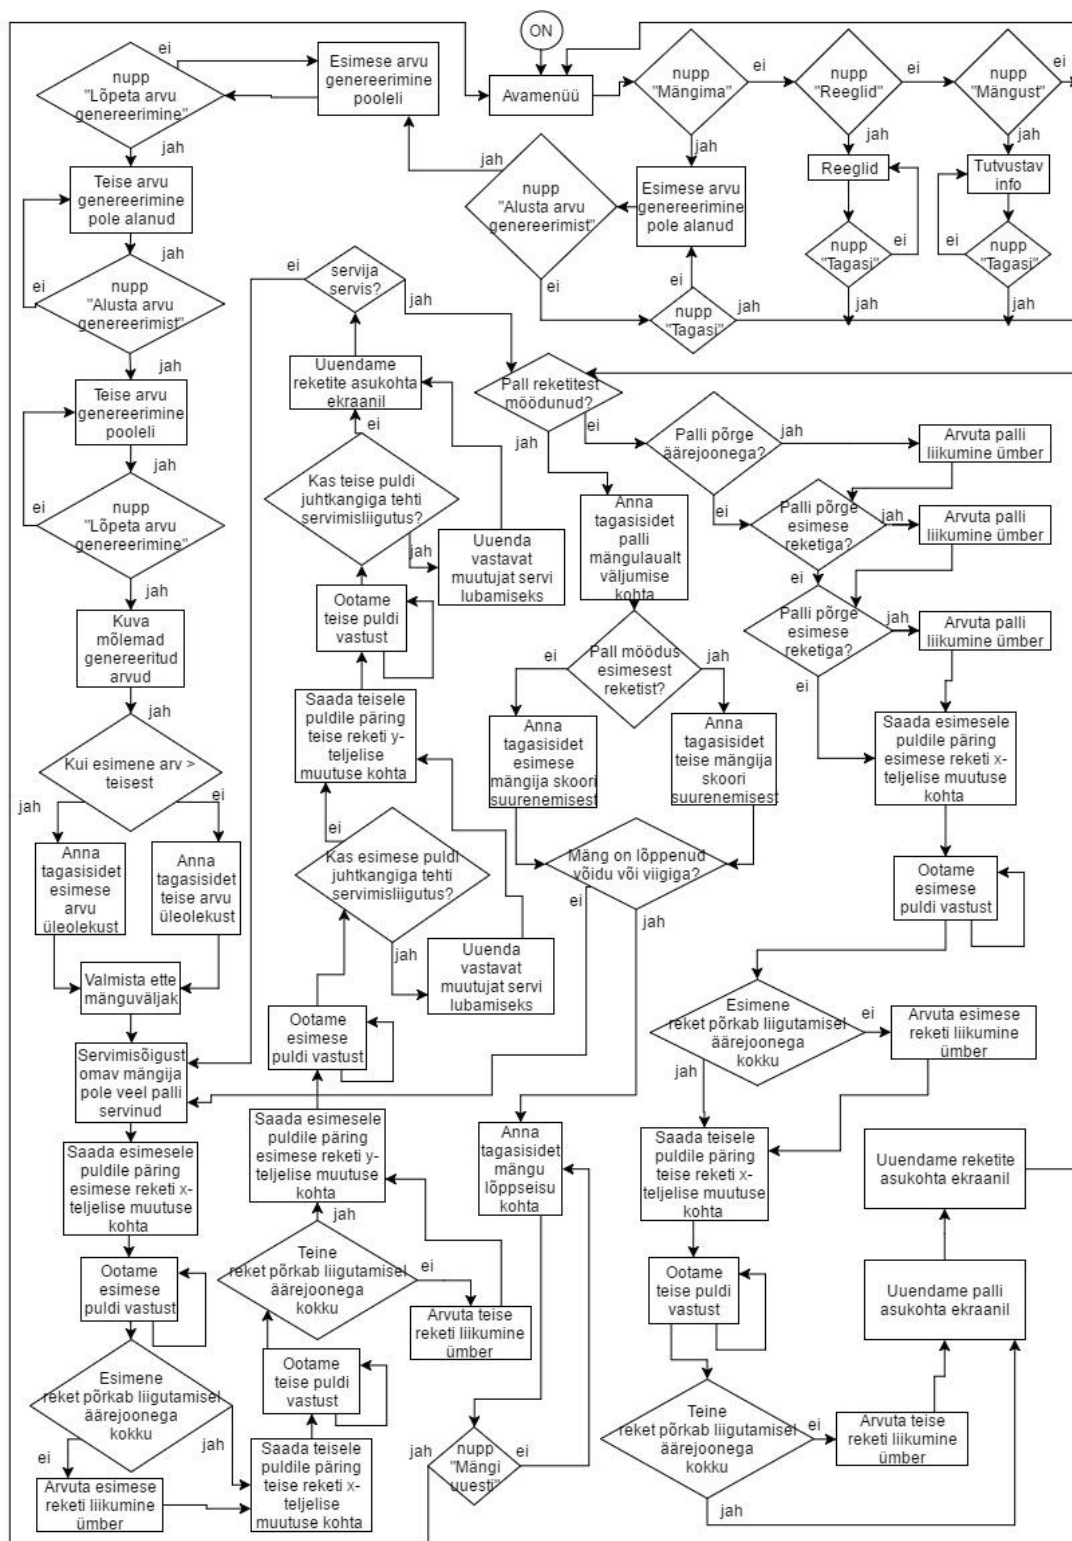 ON
Avamenüü
nupp
"Mängima"
ei
jah
nupp
"Reeglid"
ei
jah
nupp
"Mängust"
ei
jah
Reeglid
nupp
"Tagasi"
ei
jah
Tutvustav
info
nupp
"Tagasi"
ei
jah
Esimese arvu
genereerimine
pole alanud
nupp
"Alusta arvu
genereerimist"
jah
ei
nupp
"Tagasi"
ei
jah
Esimese arvu
genereerimine
pooleli
nupp
"Lõpeta arvu
genereerimine"
ei
jah
Teise arvu
genereerimine
pole alanud
jah
nupp
"Alusta arvu
genereerimist"
ei
jah
Teise arvu
genereerimine
pooleli
jah
nupp
"Lõpeta arvu
genereerimine"
ei
jah
Kuva
mõlemad
genereeritud
arvud
jah
Kui esimene arv >
teisest
jah
ei
Anna
tagasisidet
esimese
arvu
üleolekust
Anna
tagasisidet
teise arvu
üleolekust
Valmista ette
mänguväljak
Servimisõigust
omav mängija
pole veel palli
servinud
Saada esimesele
puldile päring
esimese reketi x-
teljelise muutuse
kohta
Ootame
esimese
puldi vastust
Esimene
reket põrkab liigutamisel
äärejoonega
kokku
ei
jah
Arvuta esimese
reketi liikumine
ümber
Saada teisele
puldile päring
teise reketi x-
teljelise muutuse
kohta
Ootame
teise puldi
vastust
Teine
reket põrkab liigutamisel
äärejoonega
kokku
jah
ei
Arvuta teise
reketi liikumine
ümber
Saada esimesele
puldile päring
esimese reketi y-
teljelise muutuse
kohta
Ootame
esimese
puldi vastust
Kas esimese puldi
juhtkangiga tehti
servimisliigutus?
ei
jah
Uuenda
vastavat
muutujat servi
lubamiseks
Saada teisele
puldile päring
teise reketi y-
teljelise muutuse
kohta
Ootame
teise puldi
vastust
Kas teise puldi
juhtkangiga tehti
servimisliigutus?
ei
jah
Uuenda
vastavat
muutujat servi
lubamiseks
Uuendame
reketite asukohta
ekraanil
servija
servis?
ei
jah
Pall reketitest
möödunud?
jah
ei
Palli põrge
äärejoonega?
jah
ei
Arvuta palli
liikumine ümber
Palli põrge
esimese
reketiga?
jah
ei
Arvuta palli
liikumine ümber
Palli põrge
esimese
reketiga?
jah
ei
Arvuta palli
liikumine ümber
Anna
tagasisidet
palli
mängulaualt
väljumise
kohta
Pall möödus
esimesest
reketist?
ei
jah
Anna
tagasisidet
esimese
mängija skoori
suurenemisest
Anna
tagasisidet
teise mängija
skoori
suurenemisest
Mäng on lõppenud
võidu või viigiga?
ei
jah
Anna
tagasisidet
mängu
lõppseisu
kohta
nupp
"Mängi
uuesti"
jah
ei
Saada esimesele
puldile päring
esimese reketi x-
teljelise muutuse
kohta
Ootame
esimese
puldi vastust
Esimene
reket põrkab liigutamisel
äärejoonega
kokku
ei
jah
Arvuta esimese
reketi liikumine
ümber
Saada teisele
puldile päring
teise reketi x-
teljelise muutuse
kohta
Ootame
teise puldi
vastust
Teine
reket põrkab liigutamisel
äärejoonega
kokku
ei
jah
Arvuta teise
reketi liikumine
ümber
Uuendame palli
asukohta ekraanil
Uuendame reketite
asukohta ekraanil